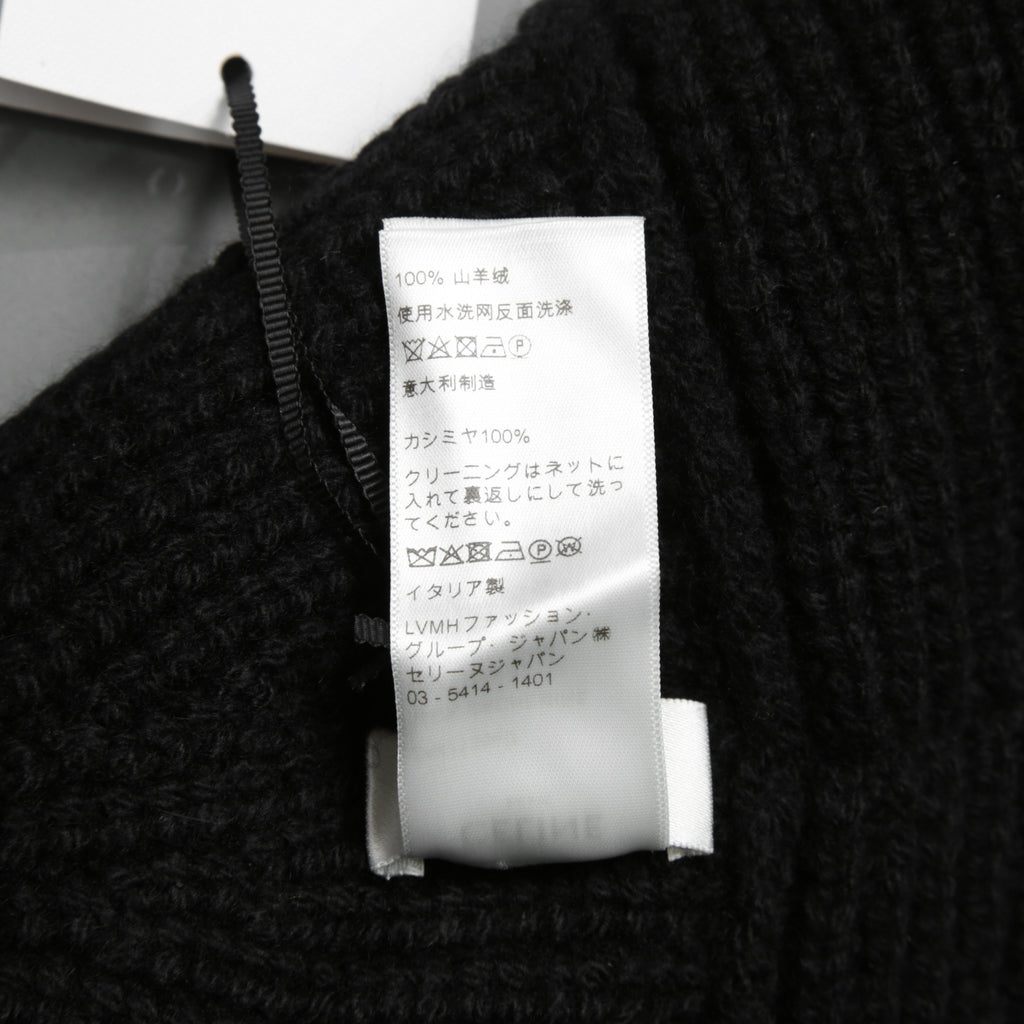 100% 山羊绒
使用水洗网反面洗涤
意大利制造
カシミヤ100%
クリーニングはネットに
入れて裏返しにして洗っ
てください。
イタリア製
LVMHファッション・
グループ・ジャパン㈱
セリーヌジャパン
03 - 5414 - 1401
CELINE